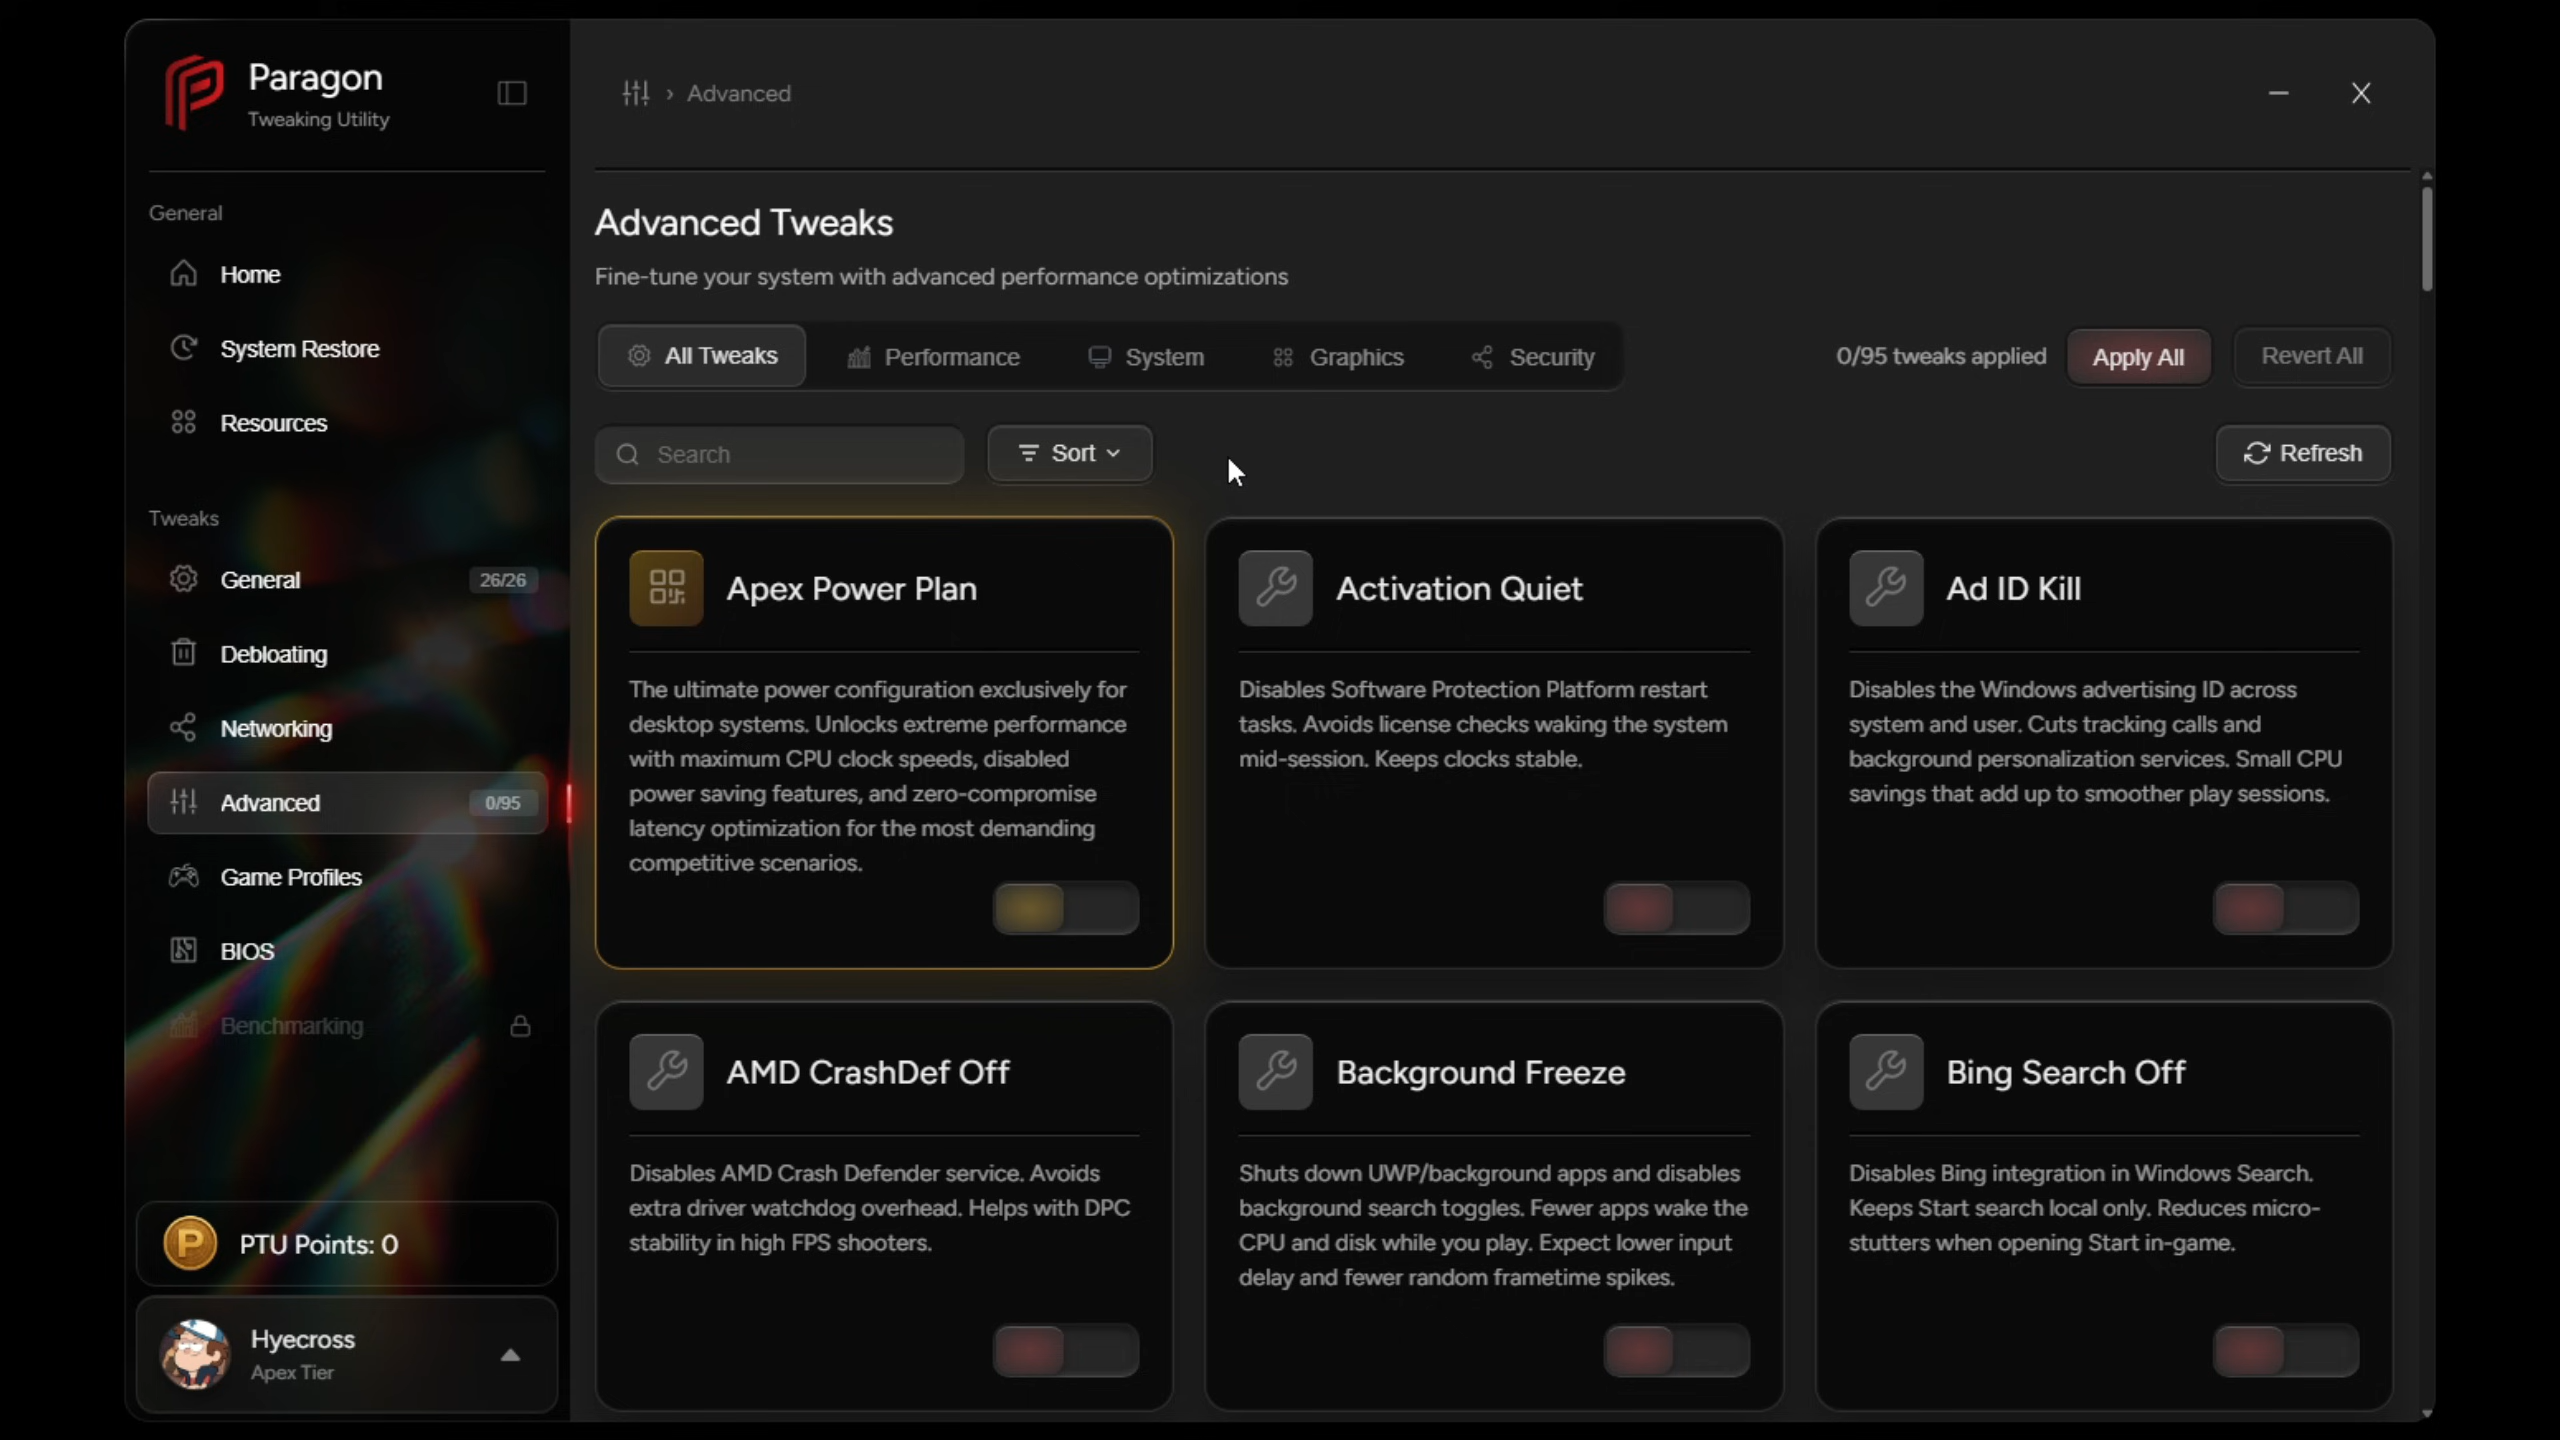 Paragon
Tweaking Utility
General
Home
System Restore
Resources
Tweaks
General 26/26
Debloating
Networking
Advanced 0/95
Game Profiles
BIOS
Benchmarking
PTU Points: 0
Hyecross
Apex Tier
› Advanced
Advanced Tweaks
Fine-tune your system with advanced performance optimizations
All Tweaks Performance System Graphics Security
0/95 tweaks applied Apply All Revert All
Search Sort Refresh
Apex Power Plan
The ultimate power configuration exclusively for
desktop systems. Unlocks extreme performance
with maximum CPU clock speeds, disabled
power saving features, and zero-compromise
latency optimization for the most demanding
competitive scenarios.
Activation Quiet
Disables Software Protection Platform restart
tasks. Avoids license checks waking the system
mid-session. Keeps clocks stable.
Ad ID Kill
Disables the Windows advertising ID across
system and user. Cuts tracking calls and
background personalization services. Small CPU
savings that add up to smoother play sessions.
AMD CrashDef Off
Disables AMD Crash Defender service. Avoids
extra driver watchdog overhead. Helps with DPC
stability in high FPS shooters.
Background Freeze
Shuts down UWP/background apps and disables
background search toggles. Fewer apps wake the
CPU and disk while you play. Expect lower input
delay and fewer random frametime spikes.
Bing Search Off
Disables Bing integration in Windows Search.
Keeps Start search local only. Reduces micro-
stutters when opening Start in-game.